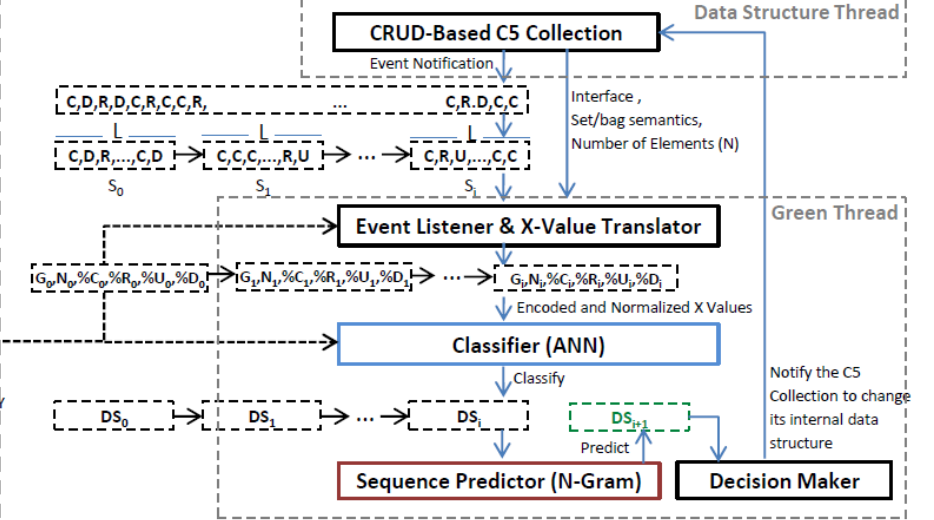 Data Structure Thread
CRUD-Based C5 Collection
Event Notification
C,D,R,D,C,R,C,C,R, ... C,R.D,C,C
Interface ,
Set/bag semantics,
Number of Elements (N)
L L L
C,D,R,...,C,D C,C,C,...,R,U ... C,R,U,...,C,C
S₀ S₁ Sᵢ
Green Thread
Event Listener & X-Value Translator
G₀,N₀,%C₀,%R₀,%U₀,%D₀ G₁,N₁,%C₁,%R₁,%U₁,%D₁ ... Gᵢ,Nᵢ,%Cᵢ,%Rᵢ,%Uᵢ,%Dᵢ
Encoded and Normalized X Values
Classifier (ANN)
Classify
Notify the C5
Collection to change
its internal data
structure
DS₀ DS₁ ... DSᵢ DSᵢ₊₁
Predict
Sequence Predictor (N-Gram)
Decision Maker